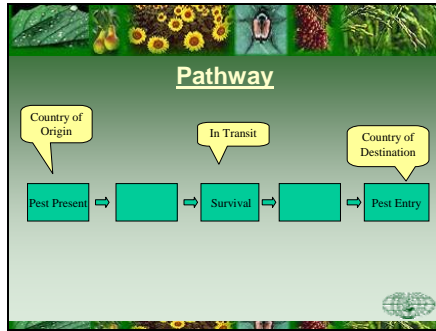 Pathway
Country of
Origin
In Transit
Country of
Destination
Pest Present
Survival
Pest Entry